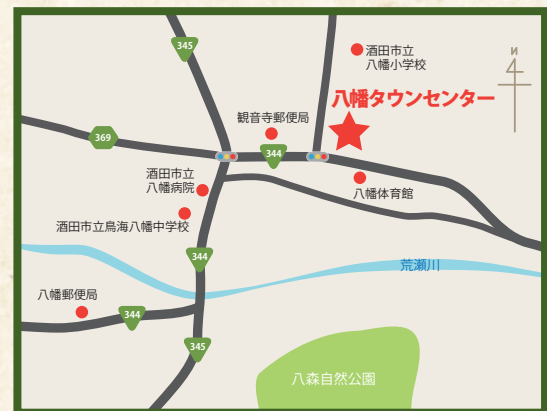 345
酒田市立
八幡小学校
N
八幡タウンセンター
観音寺郵便局
369
344
酒田市立
八幡病院
八幡体育館
酒田市立鳥海八幡中学校
344
荒瀬川
八幡郵便局
344
345
八森自然公園